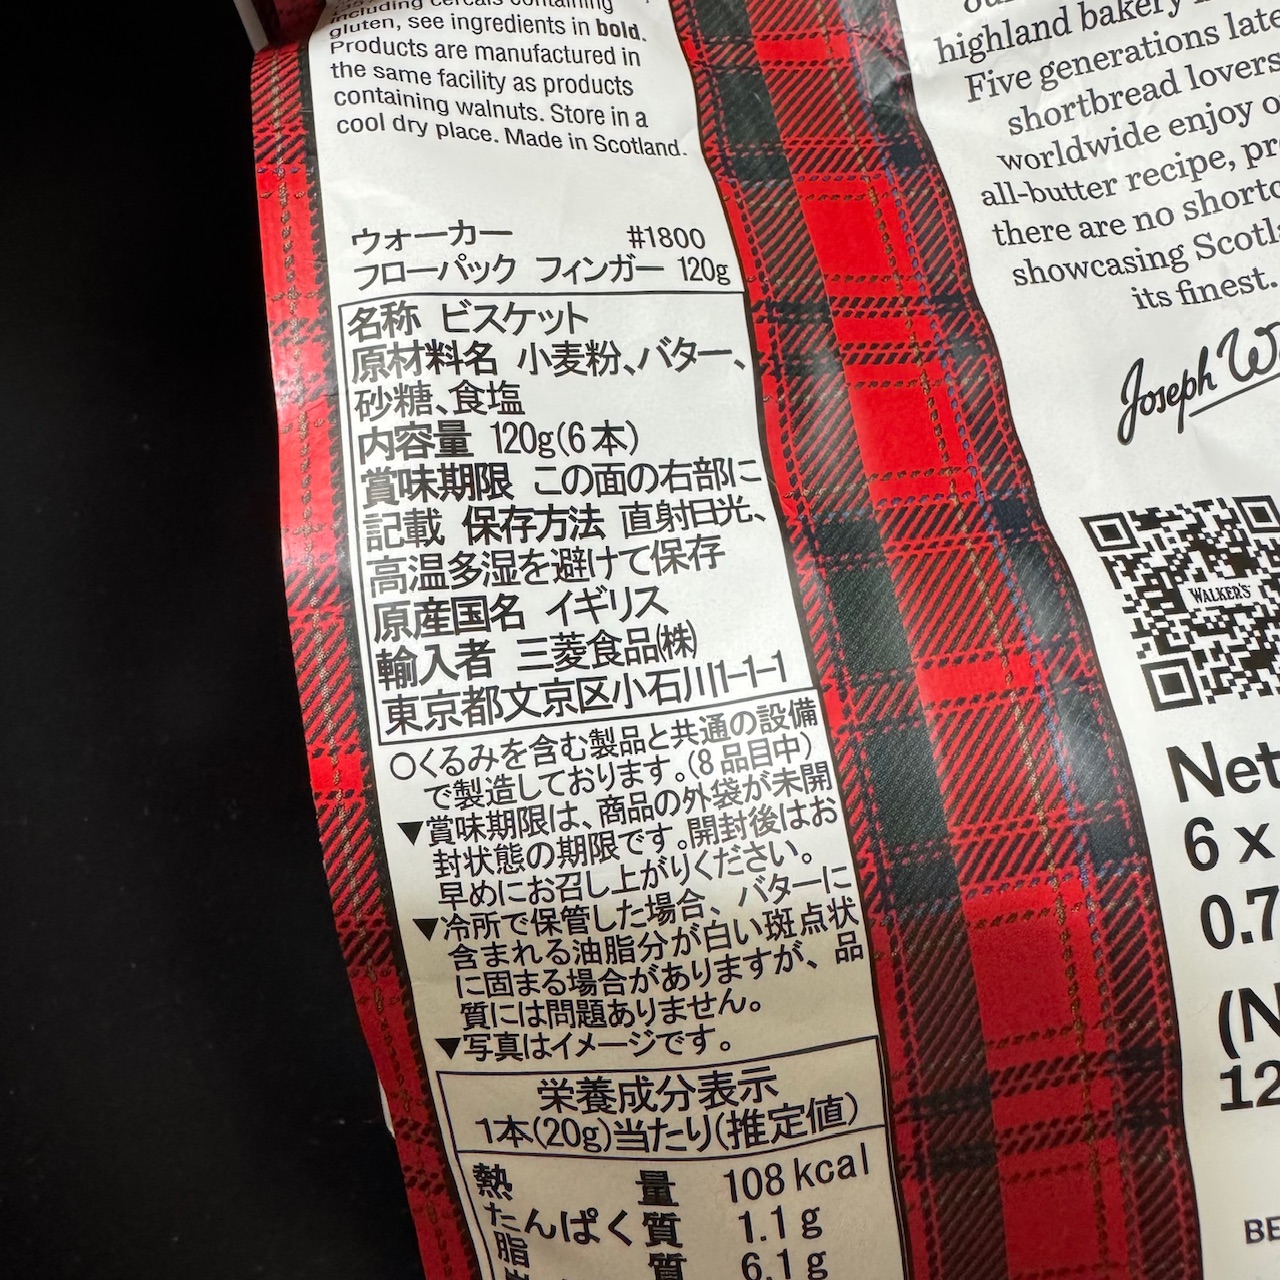 including cereals containing
gluten, see ingredients in bold.
Products are manufactured in
the same facility as products
containing walnuts. Store in a
cool dry place. Made in Scotland.
ウォーカー #1800
フローパック フィンガー 120g
名称 ビスケット
原材料名 小麦粉、バター、
砂糖、食塩
内容量 120g(6本)
賞味期限 この面の右部に
記載 保存方法 直射日光、
高温多湿を避けて保存
原産国名 イギリス
輸入者 三菱食品㈱
東京都文京区小石川1-1-1
○くるみを含む製品と共通の設備
で製造しております。(8品目中)
▼賞味期限は、商品の外袋が未開
封状態の期限です。開封後はお
早めにお召し上がりください。
▼冷所で保管した場合、バターに
含まれる油脂分が白い斑点状
に固まる場合がありますが、品
質には問題ありません。
▼写真はイメージです。
栄養成分表示
1本(20g)当たり(推定値)
熱量 108 kcal
たんぱく質 1.1 g
脂質 6.1 g
highland bakery
Five generations late
shortbread lovers
worldwide enjoy o
all-butter recipe, pr
there are no shortc
showcasing Scotla
its finest.
Joseph W
WALKER'S
Net
6 x
0.7
(N
12
BE